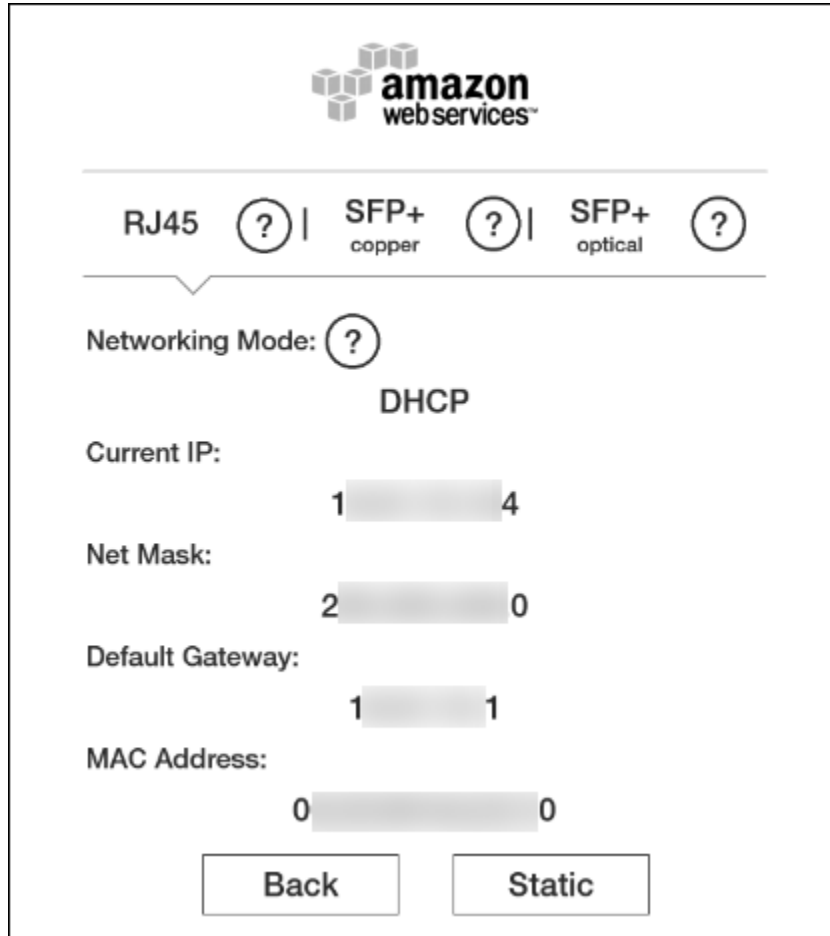 amazon
webservices™
RJ45 ? | SFP+ copper ? | SFP+ optical ?
Networking Mode: ?
DHCP
Current IP:
1 4
Net Mask:
2 0
Default Gateway:
1 1
MAC Address:
0 0
Back Static